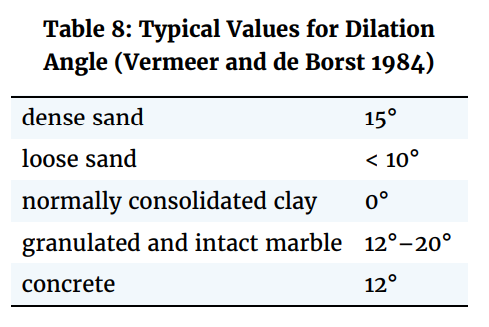 Table 8: Typical Values for Dilation
Angle (Vermeer and de Borst 1984)
dense sand 15°
loose sand < 10°
normally consolidated clay 0°
granulated and intact marble 12°–20°
concrete 12°